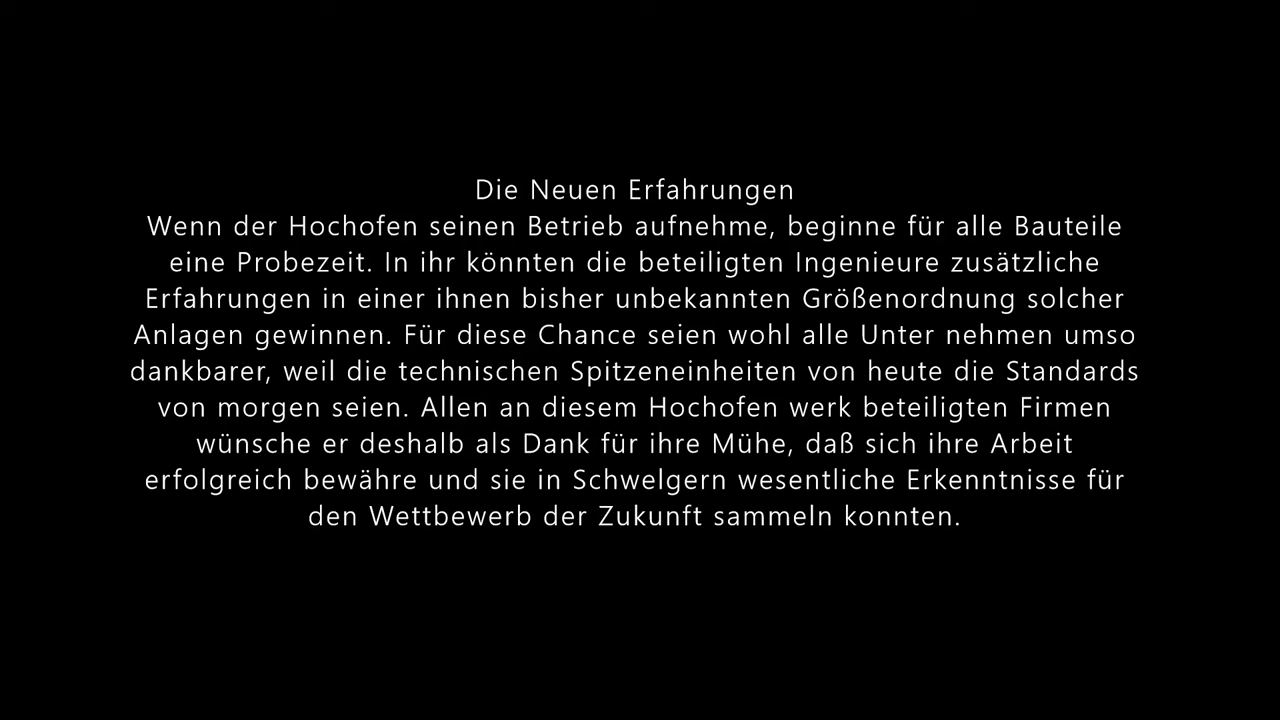 Die Neuen Erfahrungen
Wenn der Hochofen seinen Betrieb aufnehme, beginne für alle Bauteile
eine Probezeit. In ihr könnten die beteiligten Ingenieure zusätzliche
Erfahrungen in einer ihnen bisher unbekannten Größenordnung solcher
Anlagen gewinnen. Für diese Chance seien wohl alle Unter nehmen umso
dankbarer, weil die technischen Spitzeneinheiten von heute die Standards
von morgen seien. Allen an diesem Hochofen werk beteiligten Firmen
wünsche er deshalb als Dank für ihre Mühe, daß sich ihre Arbeit
erfolgreich bewähre und sie in Schwelgern wesentliche Erkenntnisse für
den Wettbewerb der Zukunft sammeln konnten.